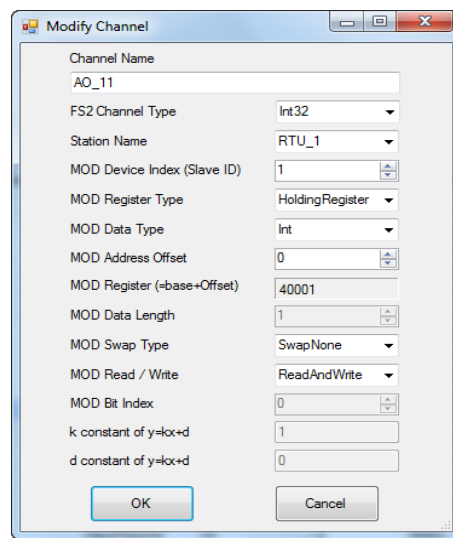 Modify Channel
Channel Name
AO_11
FS2 Channel Type Int32
Station Name RTU_1
MOD Device Index (Slave ID) 1
MOD Register Type HoldingRegister
MOD Data Type Int
MOD Address Offset 0
MOD Register (=base+Offset) 40001
MOD Data Length 1
MOD Swap Type SwapNone
MOD Read / Write ReadAndWrite
MOD Bit Index 0
k constant of y=kx+d 1
d constant of y=kx+d 0
OK Cancel